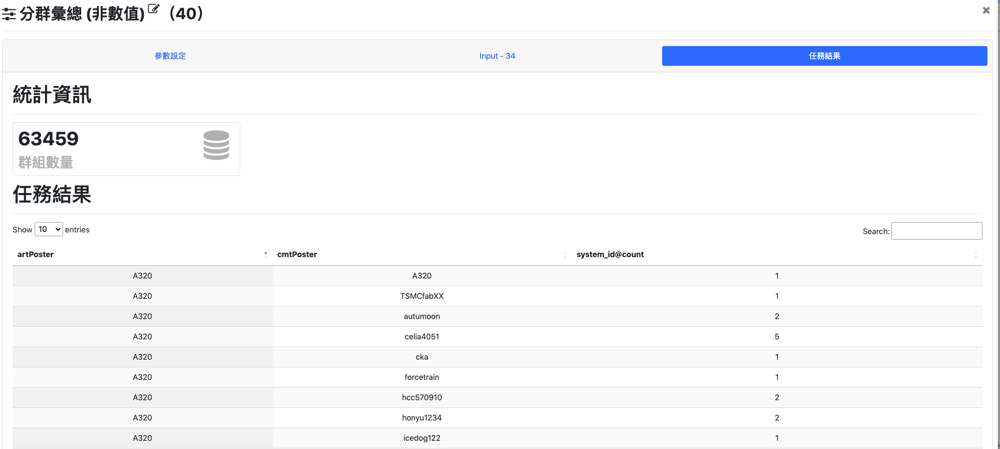 分群彙總 (非數值) （40）
參數設定 Input - 34 任務結果
統計資訊
63459
群組數量
任務結果
Show 10 entries Search:
artPoster cmtPoster system_id@count
A320 A320 1
A320 TSMCfabXX 1
A320 autumoon 2
A320 celia4051 5
A320 cka 1
A320 forcetrain 1
A320 hcc570910 2
A320 honyu1234 2
A320 icedog122 1